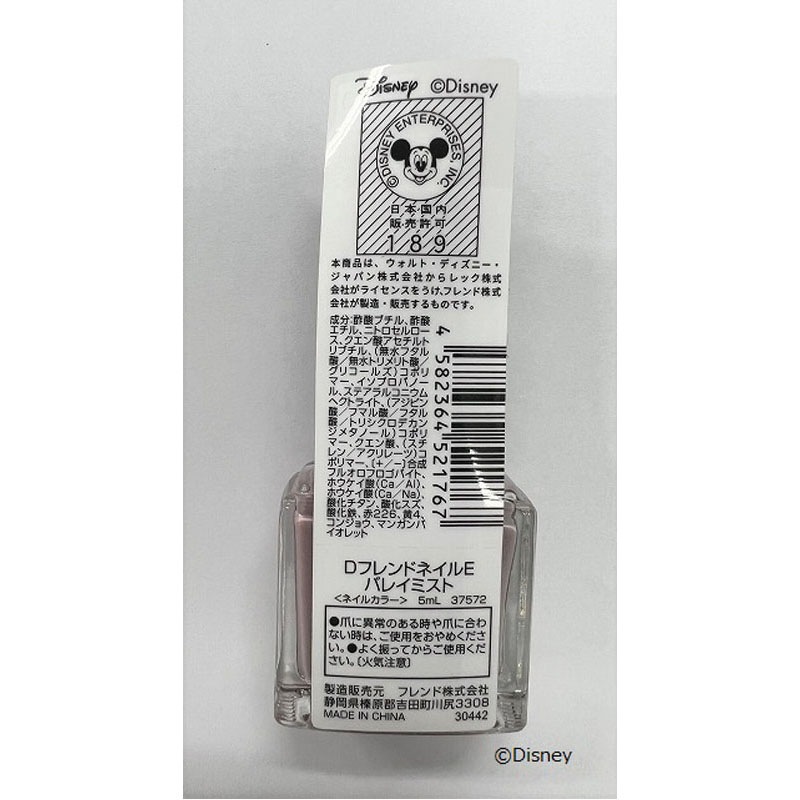 Disney ©Disney
©DISNEY ENTERPRISES, INC.
日本国内
販売許可
189
本商品は、ウォルト・ディズニー・
ジャパン株式会社からレック株式
会社がライセンスをうけ、フレンド株式
会社が製造・販売するものです。
成分:酢酸ブチル、酢酸
エチル、ニトロセルロー
ス、クエン酸アセチルト
リブチル、(無水フタル
酸/無水トリメリト酸/
グリコールズ)コポリ
マー、イソプロパノー
ル、ステアラルコニウム
ヘクトライト、(アジピン
酸/フマル酸/フタル
酸/トリシクロデカン
ジメタノール)コポリ
マー、クエン酸、(スチ
レン/アクリレーツ)コ
ポリマー、[+/-]合成
フルオロフロゴパイト、
ホウケイ酸(Ca/Al)、
ホウケイ酸(Ca/Na)、
酸化チタン、酸化スズ、
酸化鉄、赤226、黄4、
コンジョウ、マンガンバ
イオレット
4 582364 521767
DフレンドネイルE
バレイミスト
<ネイルカラー> 5mL 37572
●爪に異常のある時や爪に合わ
ない時は、ご使用をおやめくださ
い。●よく振ってからご使用くだ
さい。〔火気注意〕
製造販売元 フレンド株式会社
静岡県榛原郡吉田町川尻3308
MADE IN CHINA 30442
©Disney